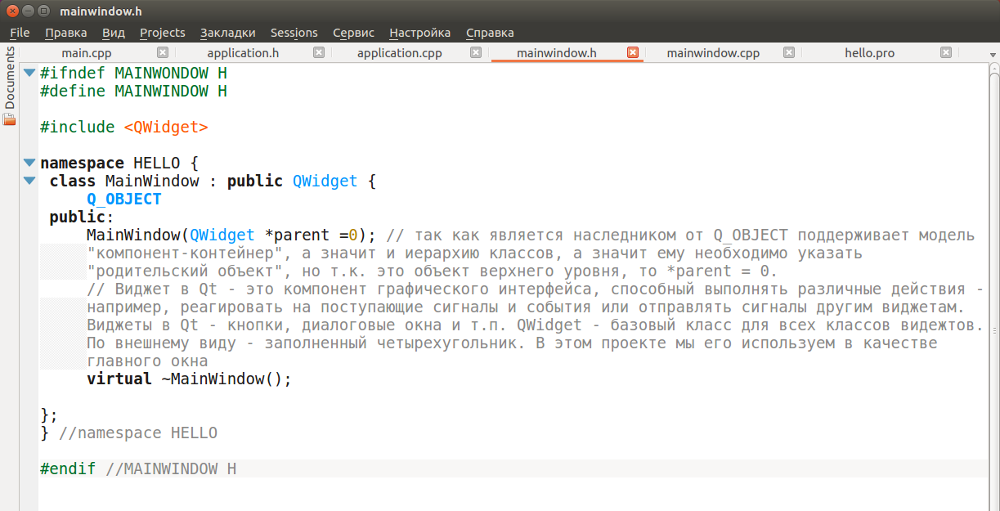 mainwindow.h
File Правка Вид Projects Закладки Sessions Сервис Настройка Справка
main.cpp application.h application.cpp mainwindow.h mainwindow.cpp hello.pro
Documents
#ifndef MAINWONDOW H
#define MAINWINDOW H
#include <QWidget>
namespace HELLO {
class MainWindow : public QWidget {
Q_OBJECT
public:
MainWindow(QWidget *parent =0); // так как является наследником от Q_OBJECT поддерживает модель
"компонент-контейнер", а значит и иерархию классов, а значит ему необходимо указать
"родительский объект", но т.к. это объект верхнего уровня, то *parent = 0.
// Виджет в Qt - это компонент графического интерфейса, способный выполнять различные действия -
например, реагировать на поступающие сигналы и события или отправлять сигналы другим виджетам.
Виджеты в Qt - кнопки, диалоговые окна и т.п. QWidget - базовый класс для всех классов видежтов.
По внешнему виду - заполненный четырехугольник. В этом проекте мы его используем в качестве
главного окна
virtual ~MainWindow();
};
} //namespace HELLO
#endif //MAINWINDOW H